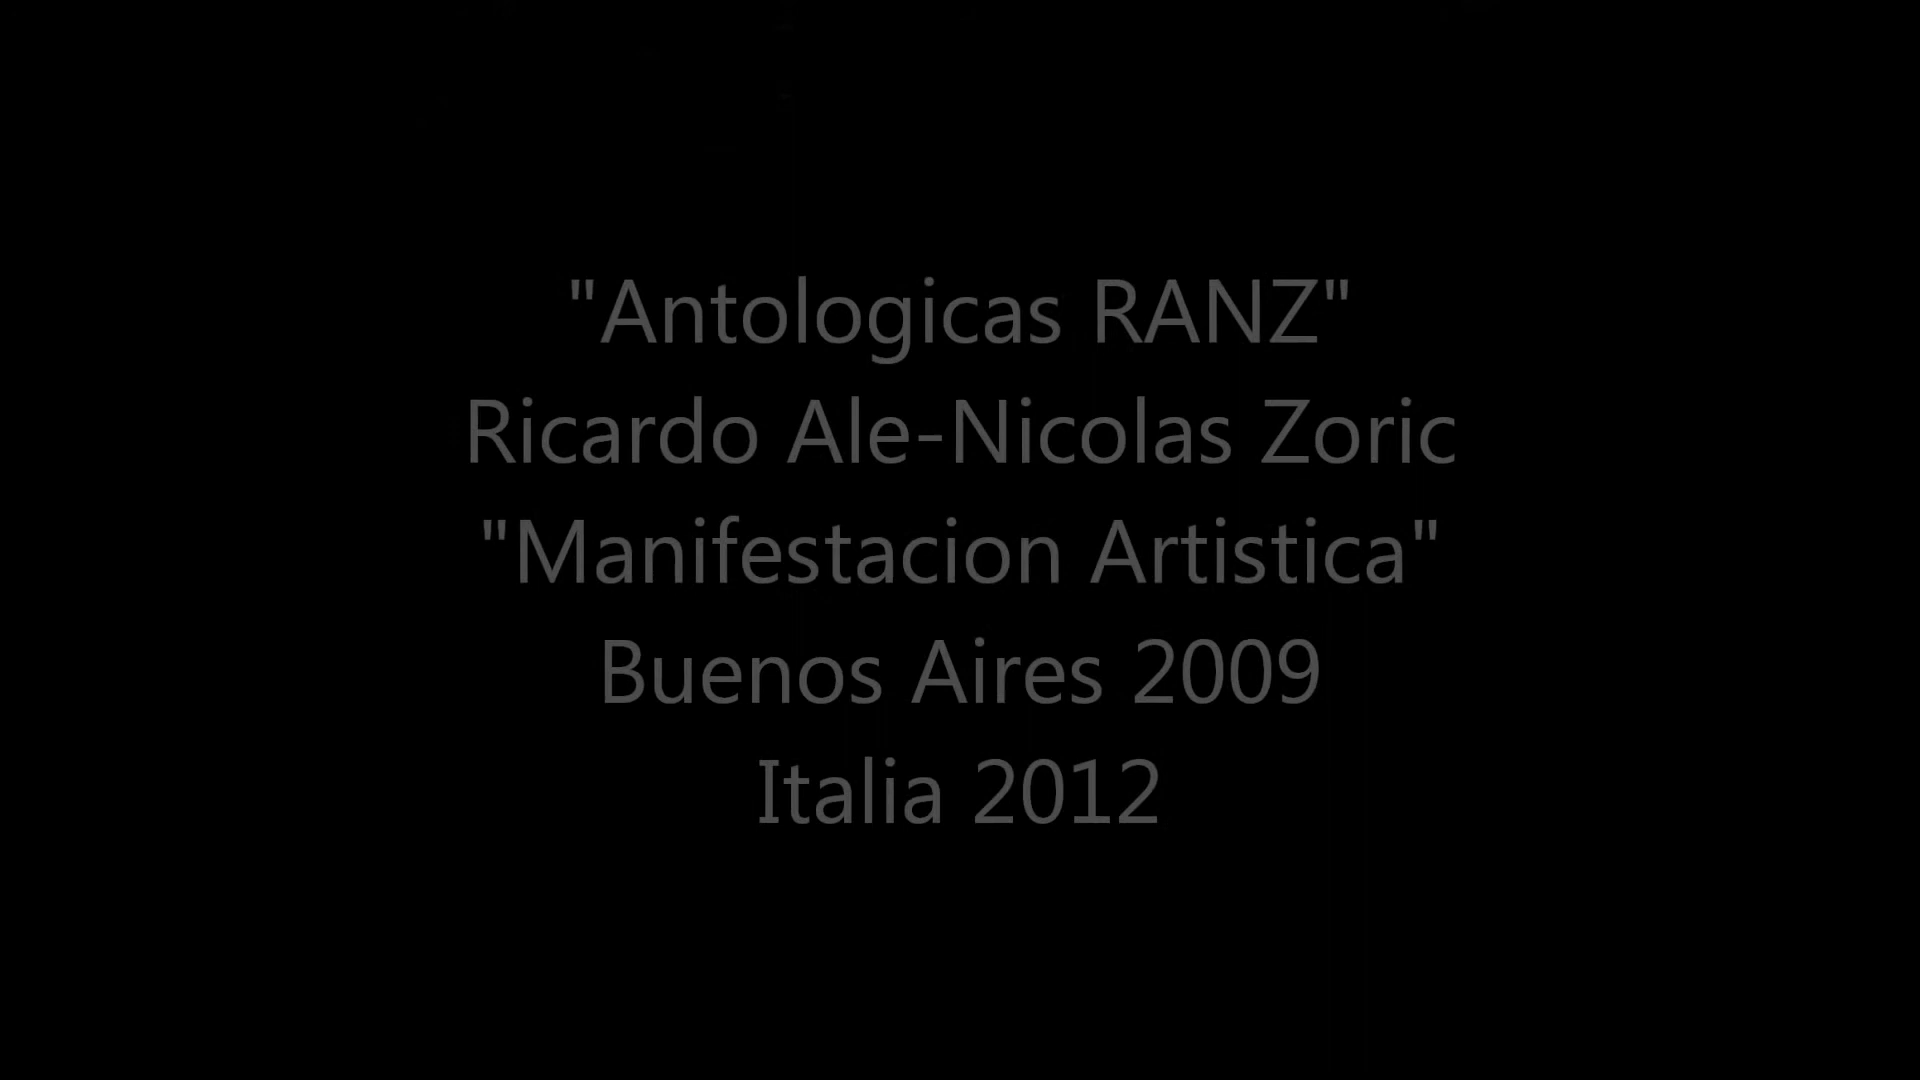 "Antologicas RANZ"
Ricardo Ale-Nicolas Zoric
"Manifestacion Artistica"
Buenos Aires 2009
Italia 2012